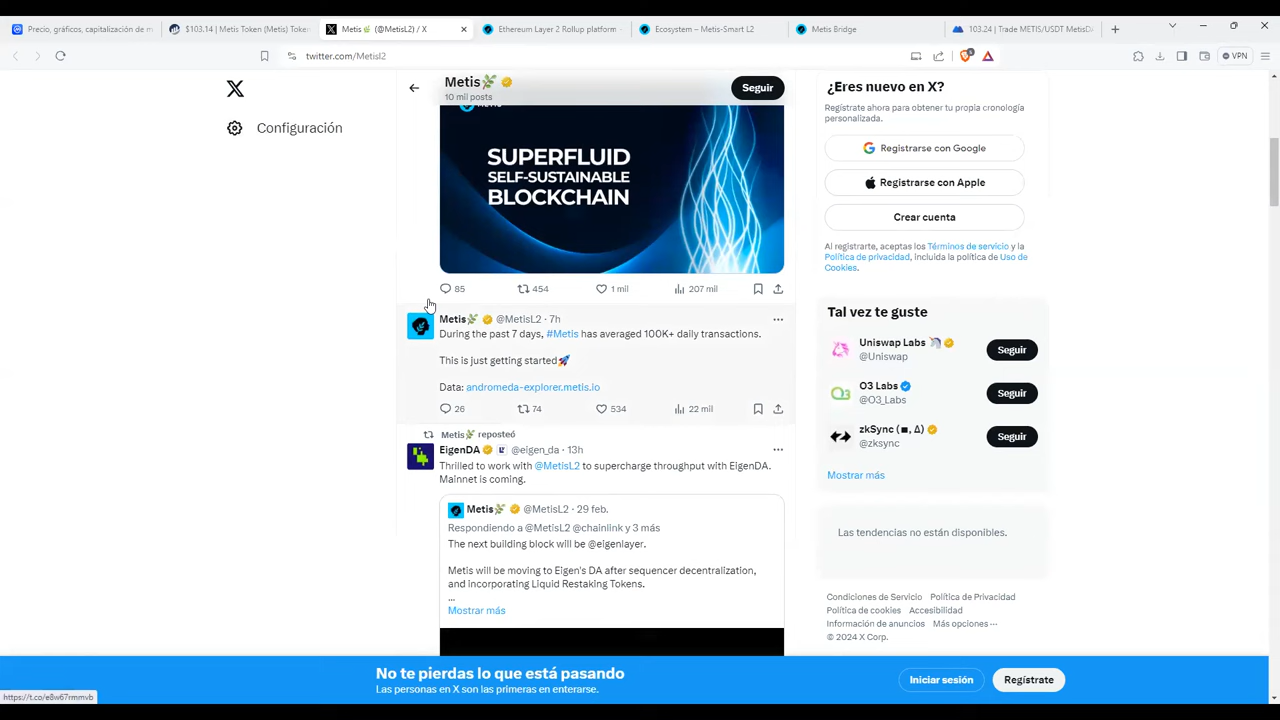 Precio, gráficos, capitalización de m
$103.14 | Metis Token (Metis) Token
Metis🌿 (@MetisL2) / X
Ethereum Layer 2 Rollup platform
Ecosystem – Metis-Smart L2
Metis Bridge
103.24 | Trade METIS/USDT MetisDA
twitter.com/Metisl2
VPN
Metis🌿
10 mil posts
Seguir
Configuración
SUPERFLUID
SELF-SUSTAINABLE
BLOCKCHAIN
85 454 1 mil 207 mil
Metis🌿 @MetisL2 · 7h
During the past 7 days, #Metis has averaged 100K+ daily transactions.
This is just getting started🚀
Data: andromeda-explorer.metis.io
26 74 534 22 mil
Metis🌿 reposteó
EigenDA @eigen_da · 13h
Thrilled to work with @MetisL2 to supercharge throughput with EigenDA.
Mainnet is coming.
Metis🌿 @MetisL2 · 29 feb.
Respondiendo a @MetisL2 @chainlink y 3 más
The next building block will be @eigenlayer.
Metis will be moving to Eigen's DA after sequencer decentralization,
and incorporating Liquid Restaking Tokens.
...
Mostrar más
¿Eres nuevo en X?
Regístrate ahora para obtener tu propia cronología
personalizada.
Registrarse con Google
Registrarse con Apple
Crear cuenta
Al registrarte, aceptas los Términos de servicio y la
Política de privacidad, incluida la política de Uso de
Cookies.
Tal vez te guste
Uniswap Labs 🦄
@Uniswap
Seguir
O3 Labs
@O3_Labs
Seguir
zkSync (∎, ∆)
@zksync
Seguir
Mostrar más
Las tendencias no están disponibles.
Condiciones de Servicio Política de Privacidad
Política de cookies Accesibilidad
Información de anuncios Más opciones ···
© 2024 X Corp.
No te pierdas lo que está pasando
Las personas en X son las primeras en enterarse.
Iniciar sesión
Regístrate
https://t.co/e8w67rmmvb